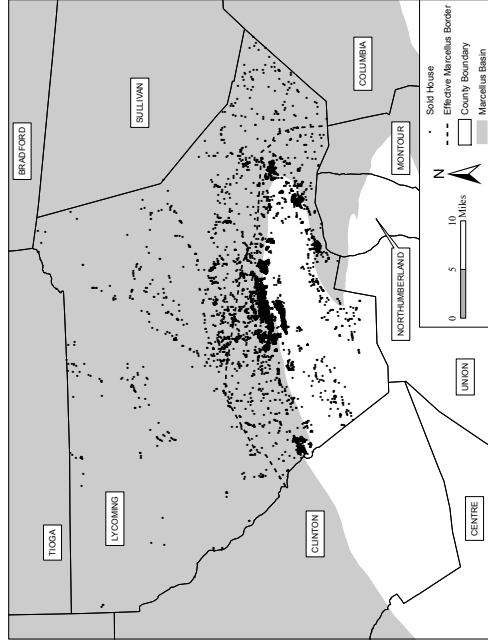 BRADFORD
SULLIVAN
COLUMBIA
MONTOUR
NORTHUMBERLAND
UNION
CENTRE
CLINTON
LYCOMING
TIOGA
N
0 5 10
Miles
Sold House
Effective Marcellus Border
County Boundary
Marcellus Basin